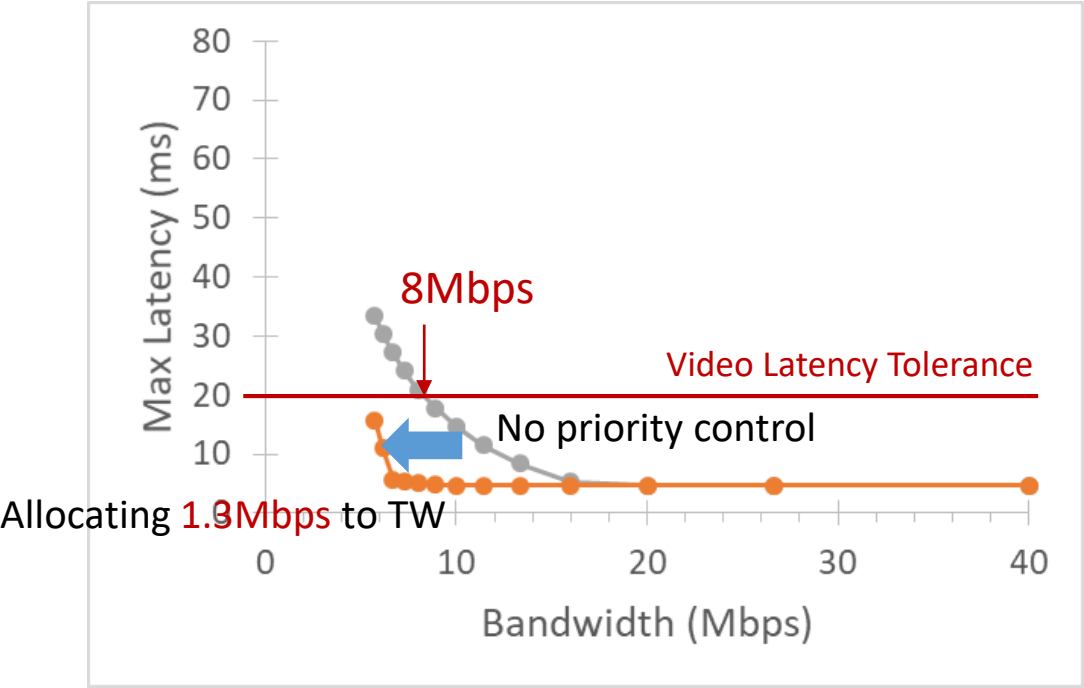 80
70
60
50
40
30
20
10
0
Max Latency (ms)
8Mbps
Video Latency Tolerance
No priority control
Allocating 1.3Mbps to TW
0 10 20 30 40
Bandwidth (Mbps)